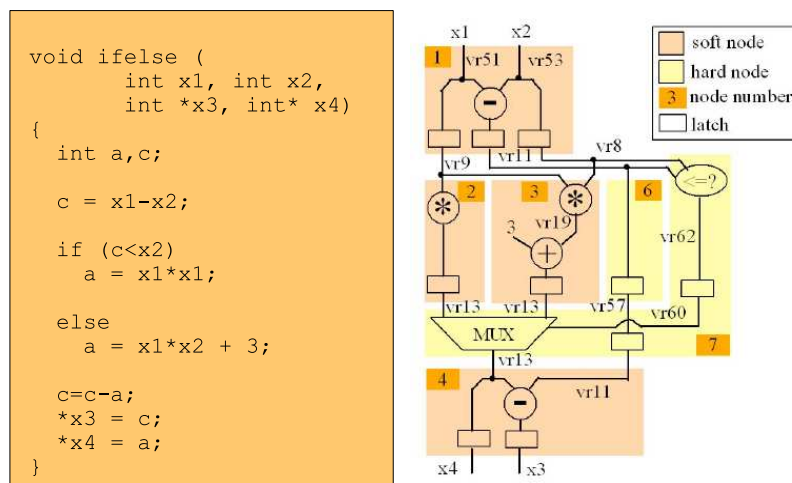 void ifelse (
int x1, int x2,
int *x3, int* x4)
{
int a,c;
c = x1-x2;
if (c<x2)
a = x1*x1;
else
a = x1*x2 + 3;
c=c-a;
*x3 = c;
*x4 = a;
}
x1 x2
1 vr51 vr53
-
vr9 vr11 vr8
<=?
* 2 3 * 6
vr19
3 +
vr62
vr13 vr13 vr57 vr60
MUX
vr13 7
4 vr11
-
x4 x3
soft node
hard node
3 node number
latch